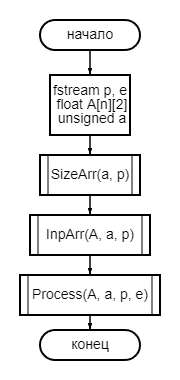 начало
fstream p, e
float A[n][2]
unsigned a
SizeArr(a, p)
InpArr(A, a, p)
Process(A, a, p, e)
конец